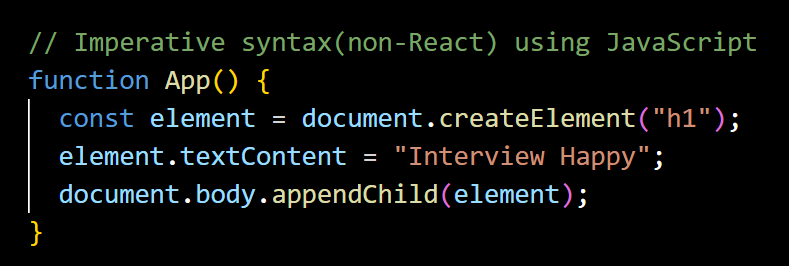 // Imperative syntax(non-React) using JavaScript
function App() {
  const element = document.createElement("h1");
  element.textContent = "Interview Happy";
  document.body.appendChild(element);
}